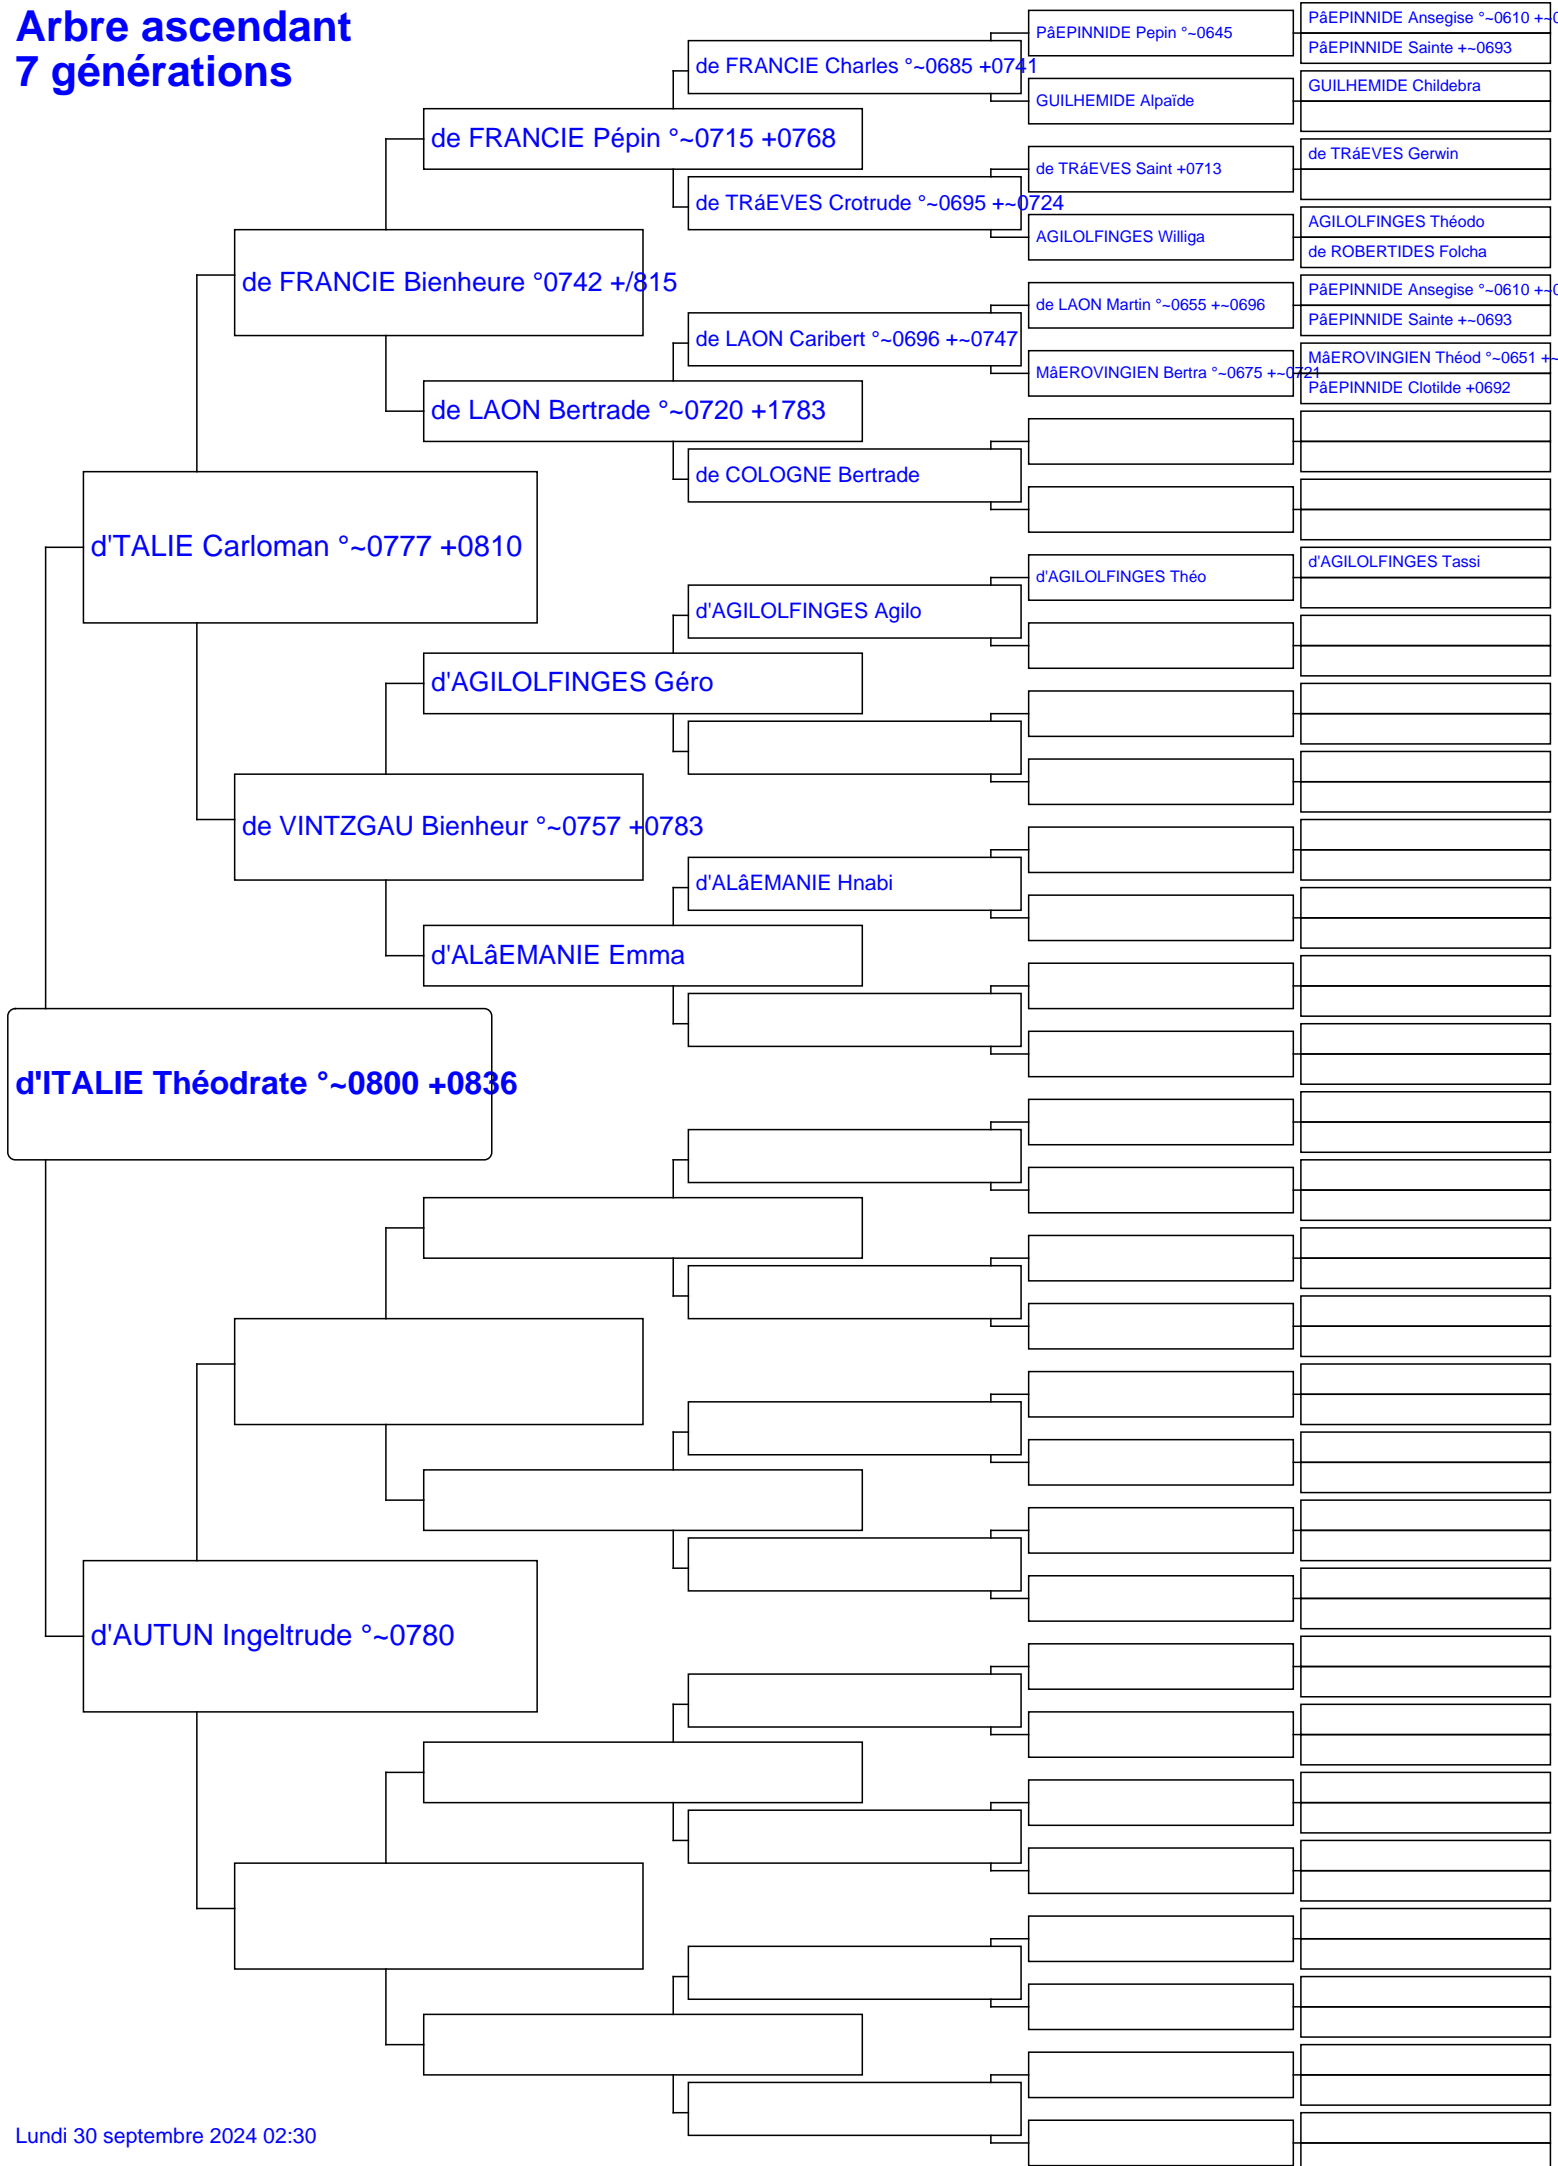 Arbre ascendant
7 générations
PâEPINNIDE Ansegise °~0610 +~0
PâEPINNIDE Pepin °~0645
PâEPINNIDE Sainte +~0693
de FRANCIE Charles °~0685 +0741
GUILHEMIDE Childebra
GUILHEMIDE Alpaïde
de FRANCIE Pépin °~0715 +0768
de TRáEVES Gerwin
de TRáEVES Saint +0713
de TRáEVES Crotrude °~0695 +~0724
AGILOLFINGES Théodo
AGILOLFINGES Williga
de ROBERTIDES Folcha
de FRANCIE Bienheure °0742 +/815
PâEPINNIDE Ansegise °~0610 +~0
de LAON Martin °~0655 +~0696
PâEPINNIDE Sainte +~0693
de LAON Caribert °~0696 +~0747
MâEROVINGIEN Théod °~0651 +~
MâEROVINGIEN Bertra °~0675 +~0721
PâEPINNIDE Clotilde +0692
de LAON Bertrade °~0720 +1783
de COLOGNE Bertrade
d'TALIE Carloman °~0777 +0810
d'AGILOLFINGES Tassi
d'AGILOLFINGES Théo
d'AGILOLFINGES Agilo
d'AGILOLFINGES Géro
de VINTZGAU Bienheur °~0757 +0783
d'ALâEMANIE Hnabi
d'ALâEMANIE Emma
d'ITALIE Théodrate °~0800 +0836
d'AUTUN Ingeltrude °~0780
Lundi 30 septembre 2024 02:30